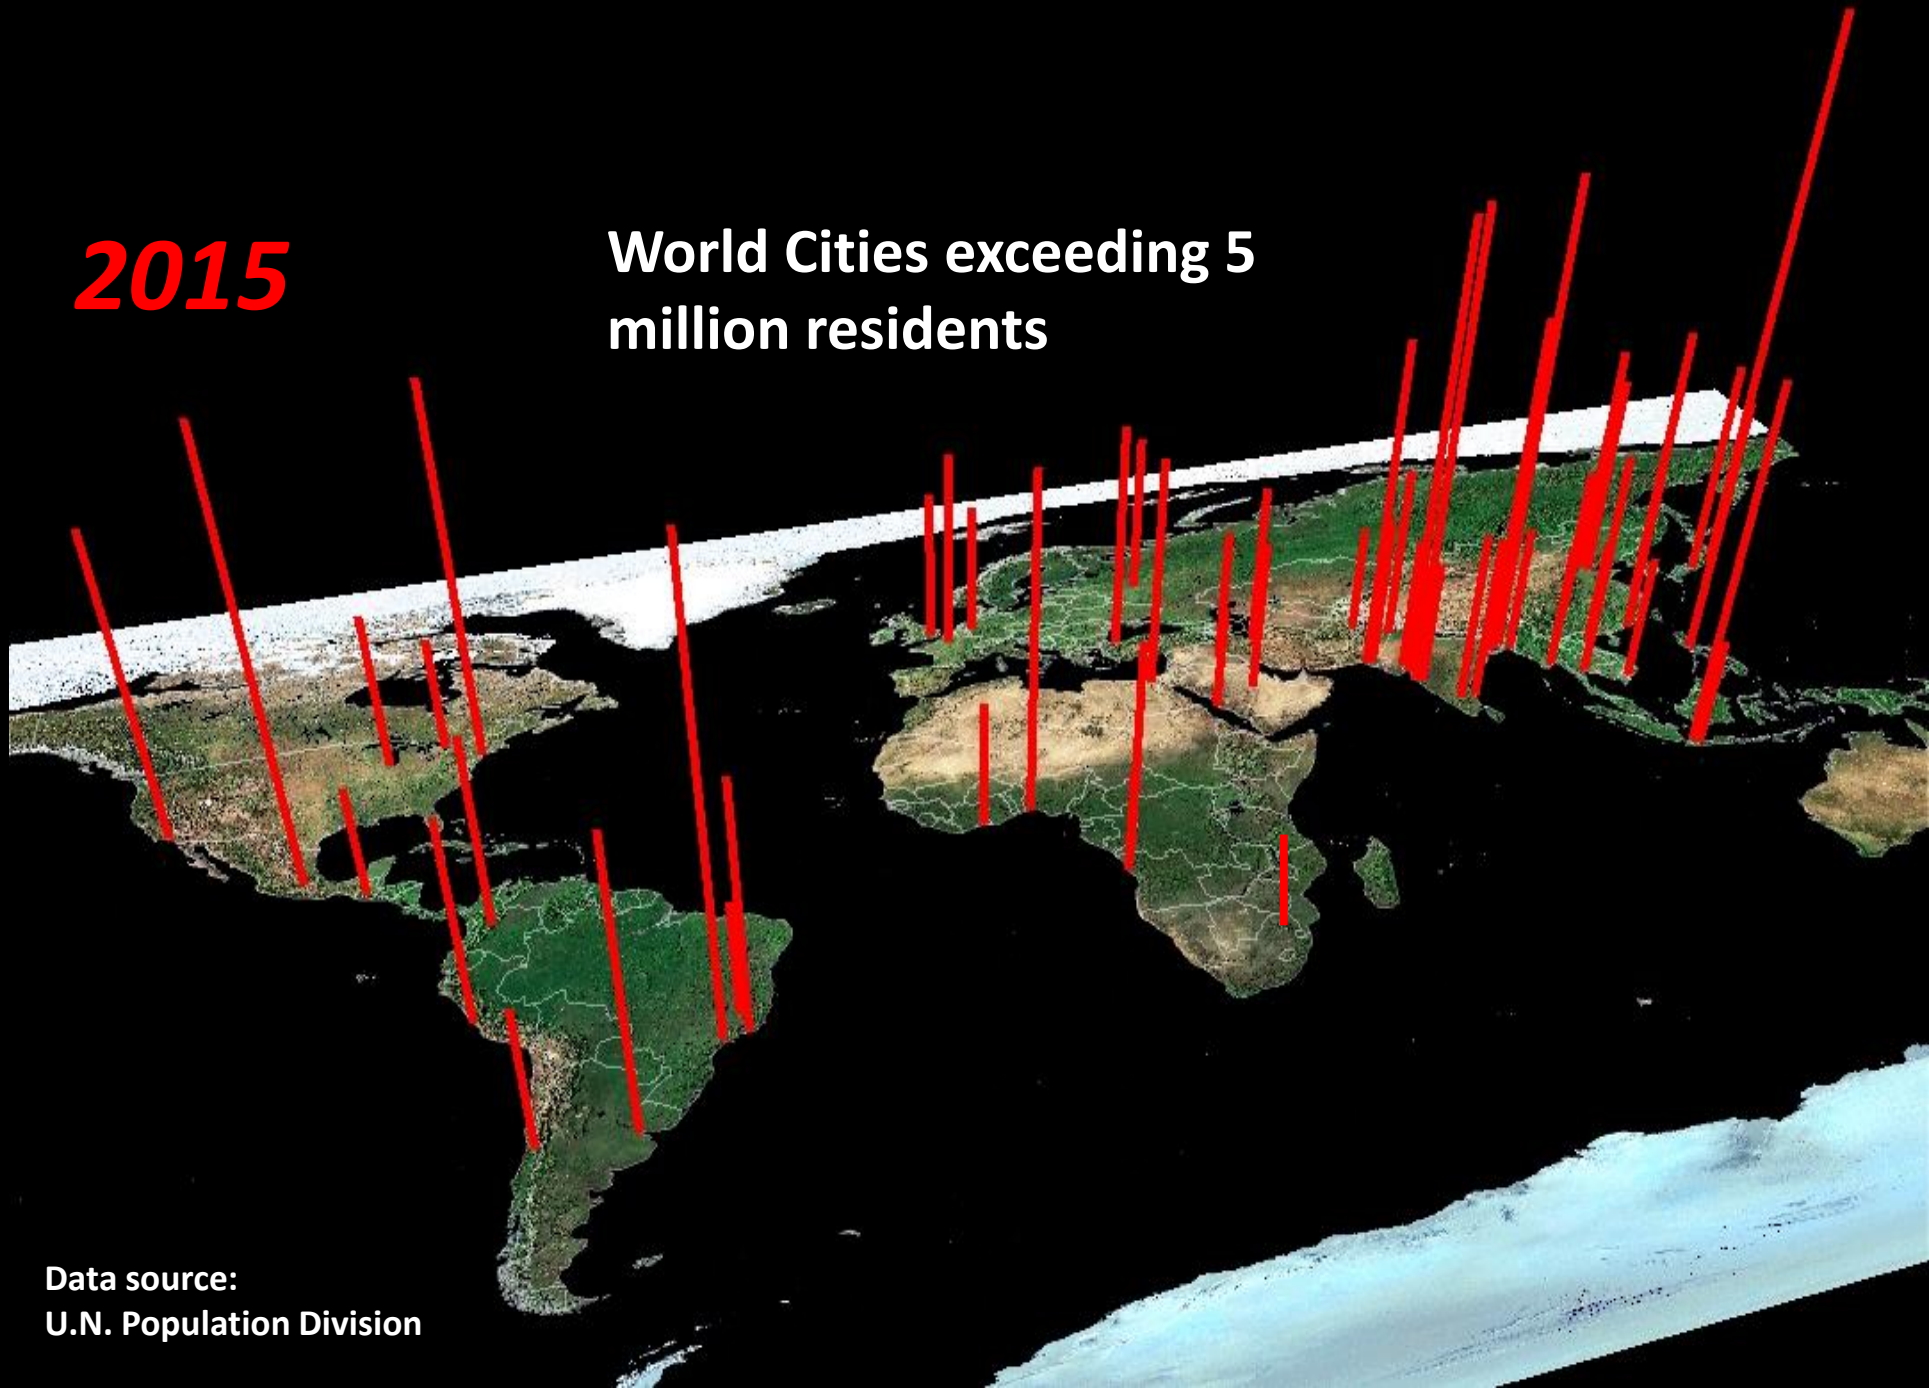 2015
World Cities exceeding 5
million residents
Data source:
U.N. Population Division